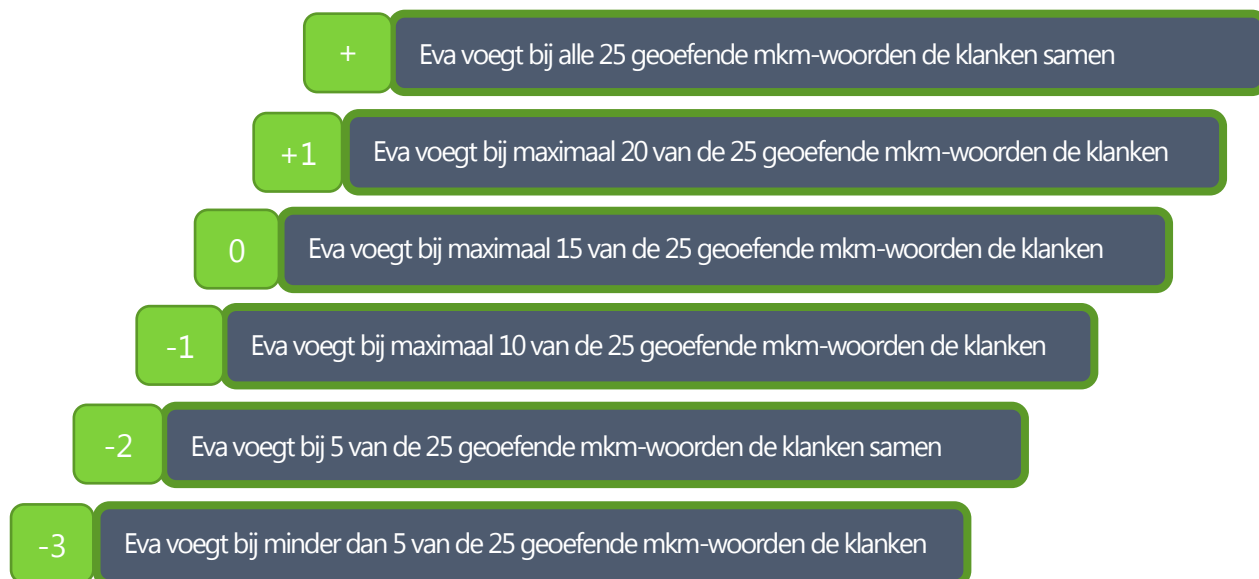 + Eva voegt bij alle 25 geoefende mkm-woorden de klanken samen
+1 Eva voegt bij maximaal 20 van de 25 geoefende mkm-woorden de klanken
0 Eva voegt bij maximaal 15 van de 25 geoefende mkm-woorden de klanken
-1 Eva voegt bij maximaal 10 van de 25 geoefende mkm-woorden de klanken
-2 Eva voegt bij 5 van de 25 geoefende mkm-woorden de klanken samen
-3 Eva voegt bij minder dan 5 van de 25 geoefende mkm-woorden de klanken